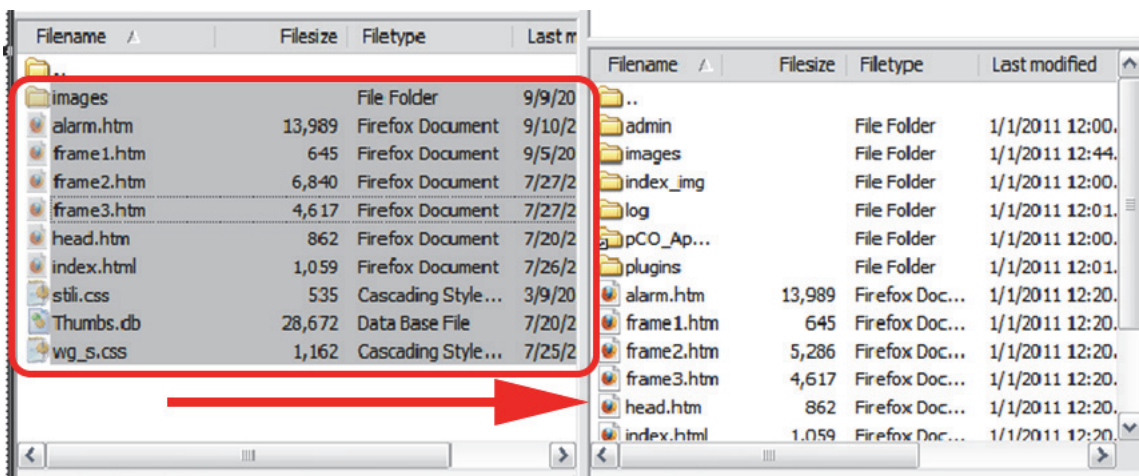 Filename Filesize Filetype Last m
..
images File Folder 9/9/20
alarm.htm 13,989 Firefox Document 9/10/2
frame1.htm 645 Firefox Document 9/5/20
frame2.htm 6,840 Firefox Document 7/27/2
frame3.htm 4,617 Firefox Document 7/27/2
head.htm 862 Firefox Document 7/20/2
index.html 1,059 Firefox Document 7/26/2
stili.css 535 Cascading Style... 3/9/20
Thumbs.db 28,672 Data Base File 7/20/2
wg_s.css 1,162 Cascading Style... 7/25/2
Filename Filesize Filetype Last modified
..
admin File Folder 1/1/2011 12:00.
images File Folder 1/1/2011 12:44.
index_img File Folder 1/1/2011 12:00.
log File Folder 1/1/2011 12:01.
pCO_Ap... File Folder 1/1/2011 12:00.
plugins File Folder 1/1/2011 12:01.
alarm.htm 13,989 Firefox Doc... 1/1/2011 12:20.
frame1.htm 645 Firefox Doc... 1/1/2011 12:20.
frame2.htm 5,286 Firefox Doc... 1/1/2011 12:20.
frame3.htm 4,617 Firefox Doc... 1/1/2011 12:20.
head.htm 862 Firefox Doc... 1/1/2011 12:20.
index.html 1,059 Firefox Doc... 1/1/2011 12:20.